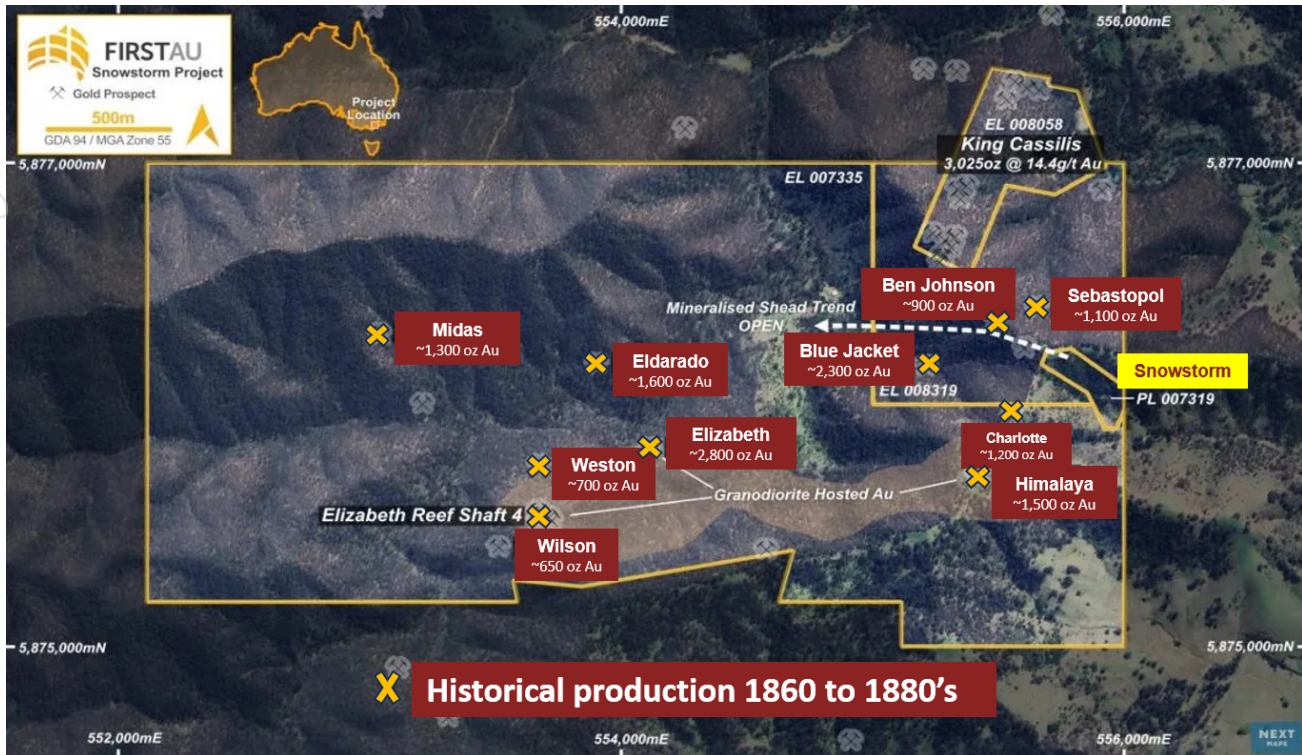 FIRSTAU
Snowstorm Project
Gold Prospect
500m
GDA 94 / MGA Zone 55
Project
Location
554,000mE
556,000mE
5,877,000mN
5,877,000mN
EL 008058
King Cassilis
3,025oz @ 14.4g/t Au
EL 007335
Ben Johnson
~900 oz Au
Sebastopol
~1,100 oz Au
Mineralised Shead Trend
OPEN
Midas
~1,300 oz Au
Eldarado
~1,600 oz Au
Blue Jacket
~2,300 oz Au
EL 008319
Snowstorm
PL 007319
Elizabeth
~2,800 oz Au
Charlotte
~1,200 oz Au
Weston
~700 oz Au
Granodiorite Hosted Au
Himalaya
~1,500 oz Au
Elizabeth Reef Shaft 4
Wilson
~650 oz Au
5,875,000mN
5,875,000mN
Historical production 1860 to 1880’s
552,000mE
554,000mE
556,000mE
NEXT
MAPS